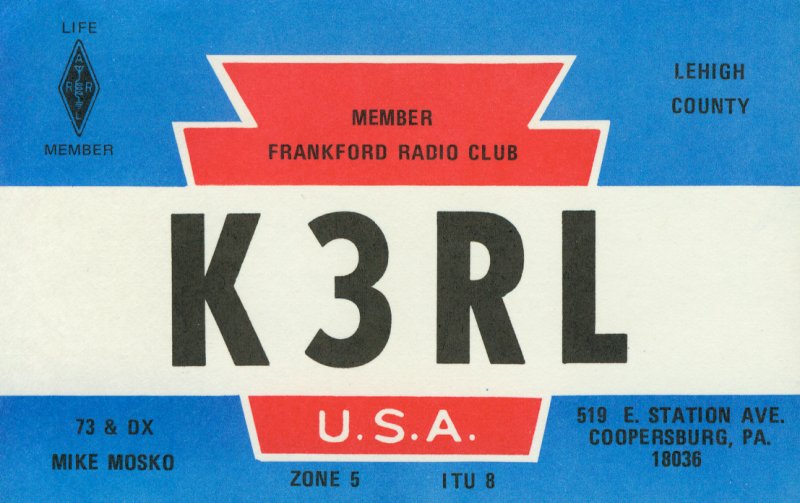 LIFE
A
R R
L
MEMBER
MEMBER
FRANKFORD RADIO CLUB
LEHIGH
COUNTY
K3RL
U.S.A.
73 & DX
MIKE MOSKO
ZONE 5 ITU 8
519 E. STATION AVE.
COOPERSBURG, PA.
18036